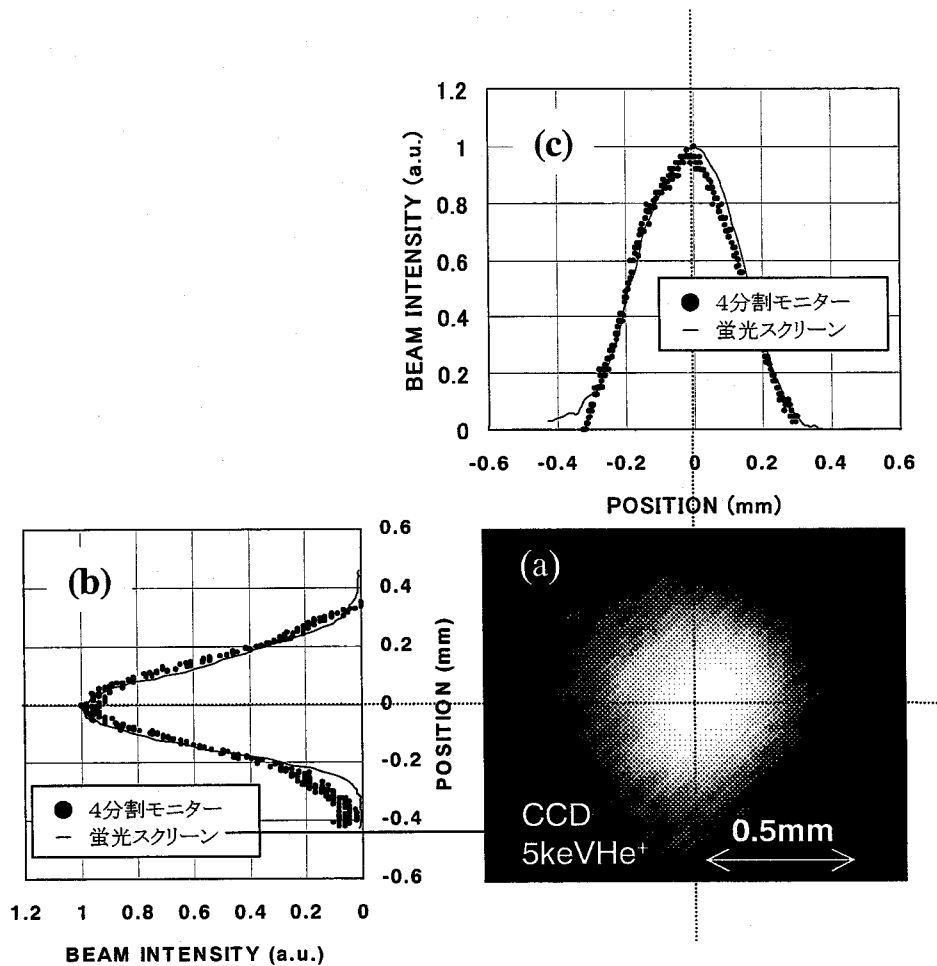 1.2
(c)
1
0.8
0.6
0.4
0.2
0
BEAM INTENSITY (a.u.)
● 4分割モニター
— 蛍光スクリーン
-0.6 -0.4 -0.2 0 0.2 0.4 0.6
POSITION (mm)
0.6
(b)
0.4
0.2
0
-0.2
-0.4
-0.6
POSITION (mm)
● 4分割モニター
— 蛍光スクリーン
1.2 1 0.8 0.6 0.4 0.2 0
BEAM INTENSITY (a.u.)
(a)
CCD
5keVHe⁺
0.5mm